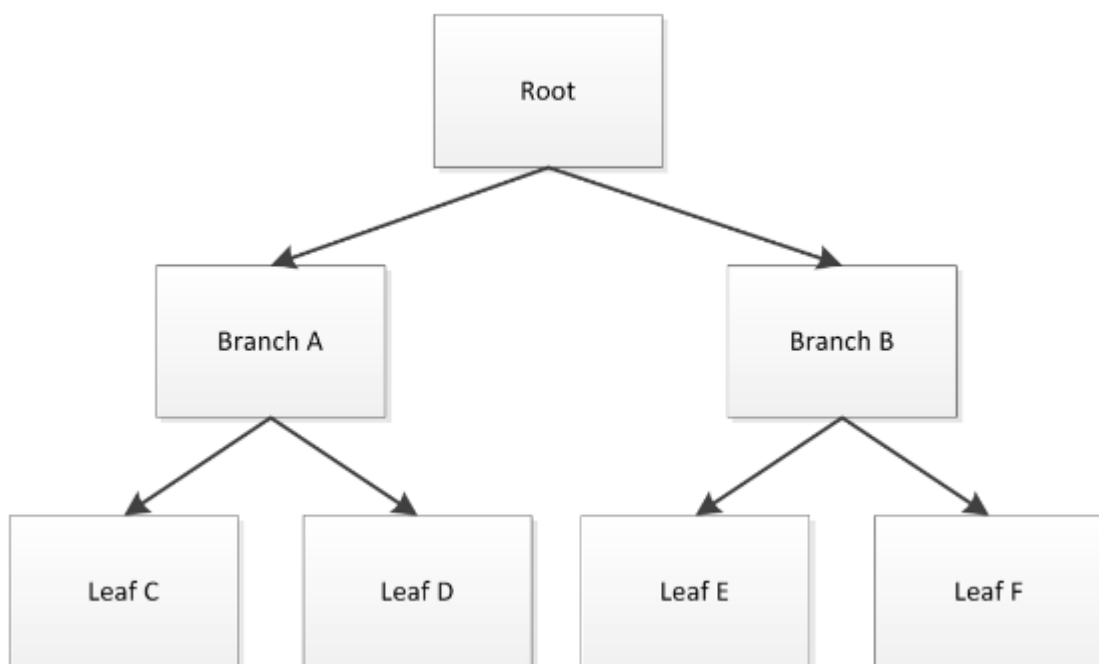 Root
Branch A
Branch B
Leaf C
Leaf D
Leaf E
Leaf F